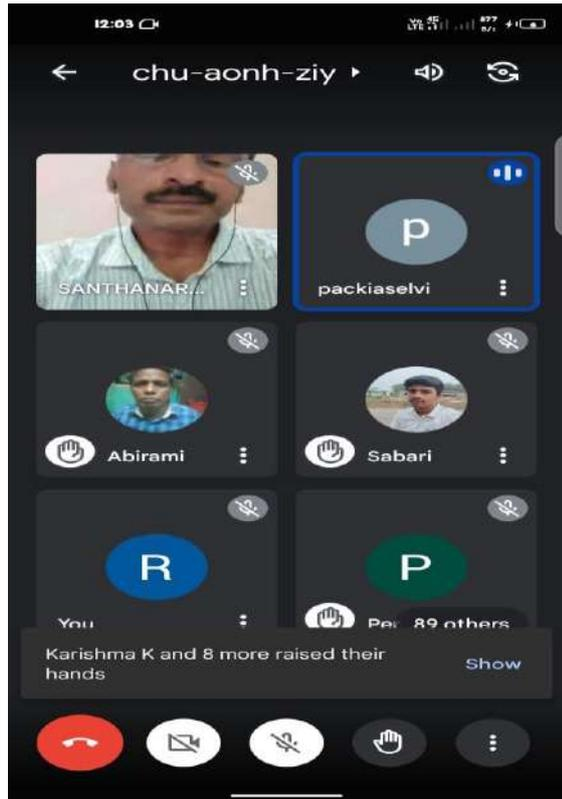 12:03
chu-aonh-ziy
SANTHANAR...
p
packiaselvi
Abirami
Sabari
R
P
You
89 others
Karishma K and 8 more raised their
hands
Show